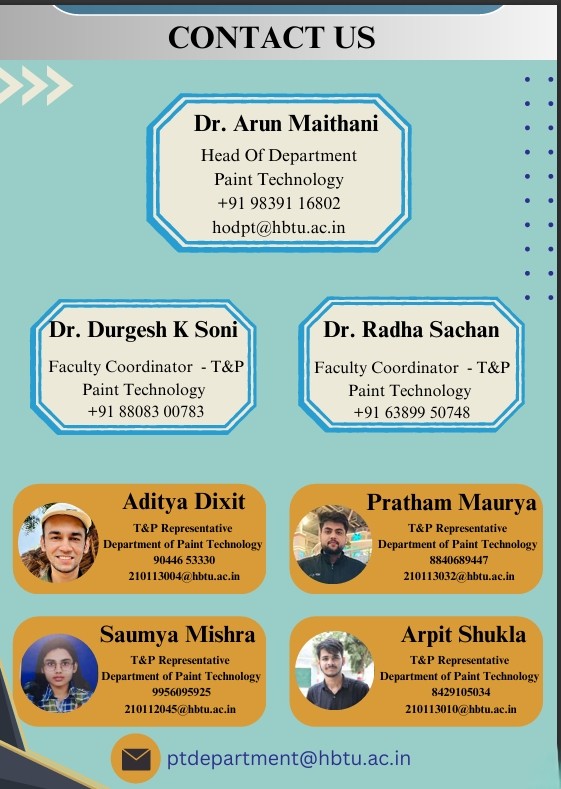 CONTACT US
Dr. Arun Maithani
Head Of Department
Paint Technology
+91 98391 16802
hodpt@hbtu.ac.in
Dr. Durgesh K Soni
Faculty Coordinator - T&P
Paint Technology
+91 88083 00783
Dr. Radha Sachan
Faculty Coordinator - T&P
Paint Technology
+91 63899 50748
Aditya Dixit
T&P Representative
Department of Paint Technology
90446 53330
210113004@hbtu.ac.in
Pratham Maurya
T&P Representative
Department of Paint Technology
8840689447
210113032@hbtu.ac.in
Saumya Mishra
T&P Representative
Department of Paint Technology
9956095925
210112045@hbtu.ac.in
Arpit Shukla
T&P Representative
Department of Paint Technology
8429105034
210113010@hbtu.ac.in
ptdepartment@hbtu.ac.in